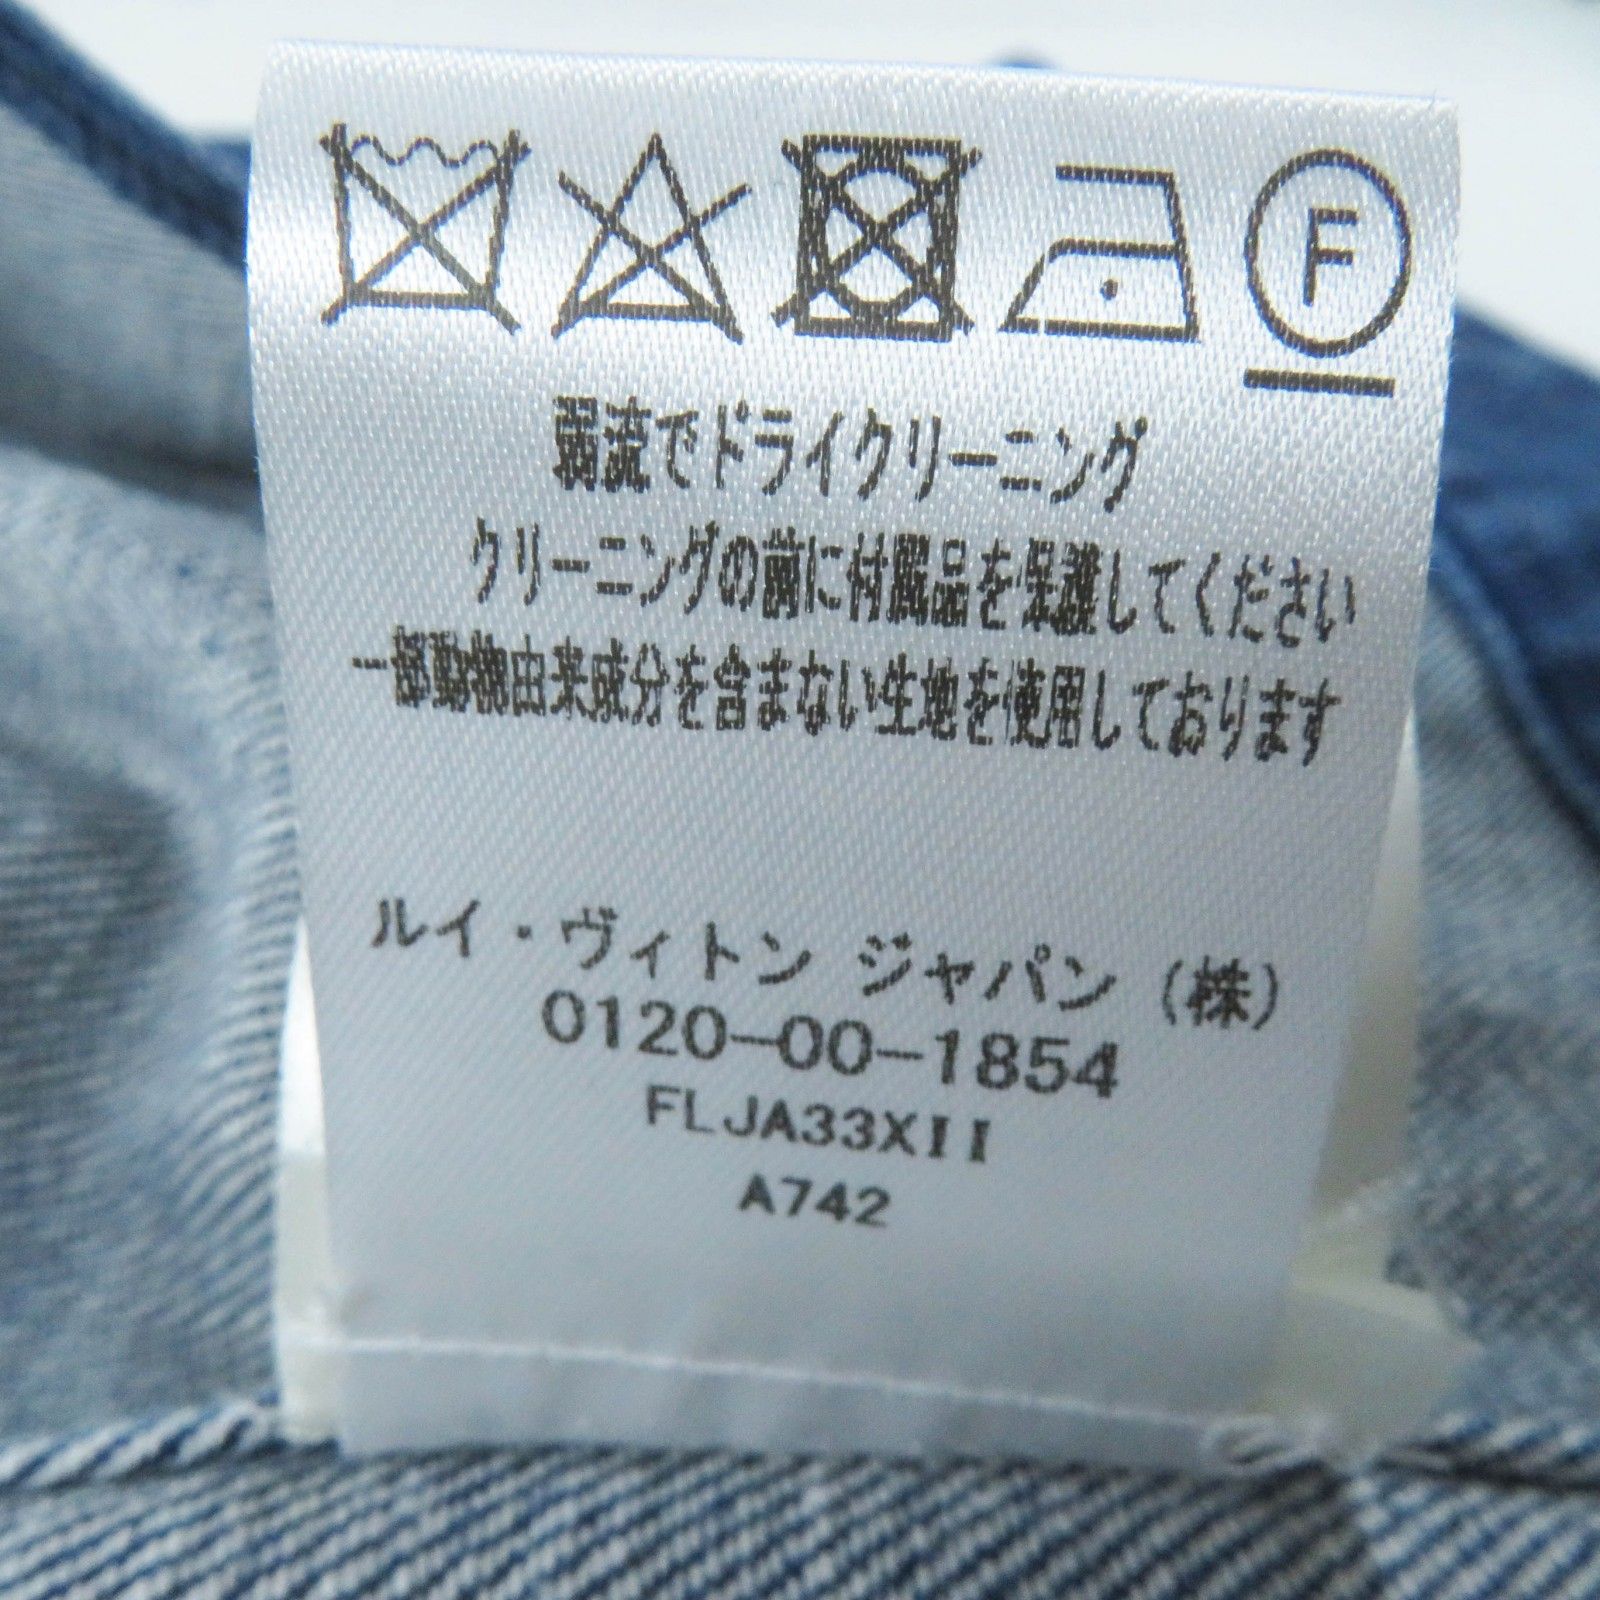 F
弱流でドライクリーニング
クリーニングの前に付属品を保護してください
一部動物由来成分を含まない生地を使用しております
ルイ・ヴィトン ジャパン (株)
0120-00-1854
FLJA33XII
A742